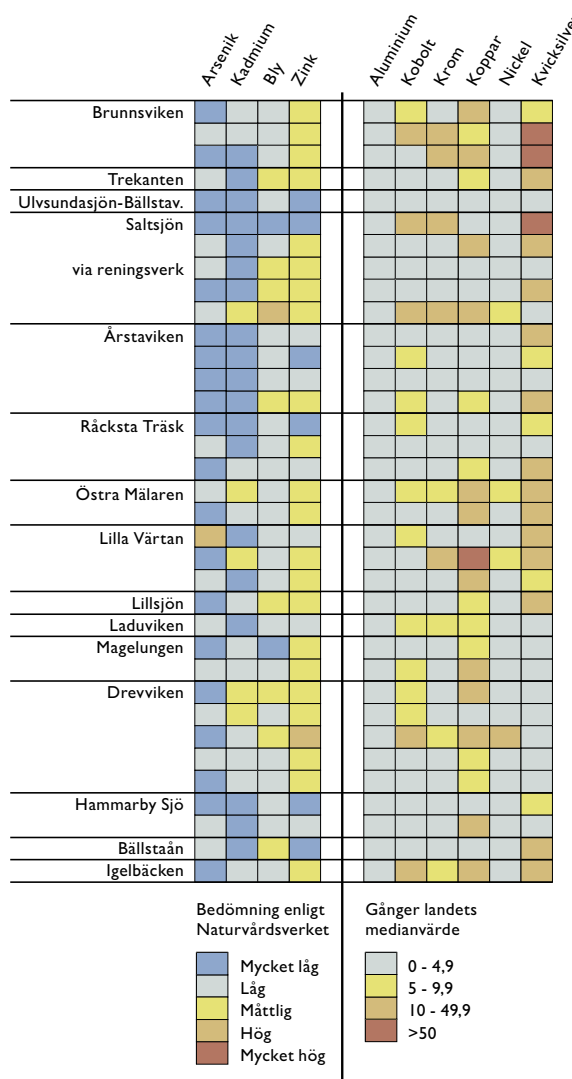 Arsenik
Kadmium
Bly
Zink
Aluminium
Kobolt
Krom
Koppar
Nickel
Kvicksilver
Brunnsviken
Trekanten
Ulvsundasjön-Bällstav.
Saltsjön
via reningsverk
Årstaviken
Råcksta Träsk
Östra Mälaren
Lilla Värtan
Lillsjön
Laduviken
Magelungen
Drevviken
Hammarby Sjö
Bällstaån
Igelbäcken
Bedömning enligt
Naturvårdsverket
Mycket låg
Låg
Måttlig
Hög
Mycket hög
Gånger landets
medianvärde
0 - 4,9
5 - 9,9
10 - 49,9
>50